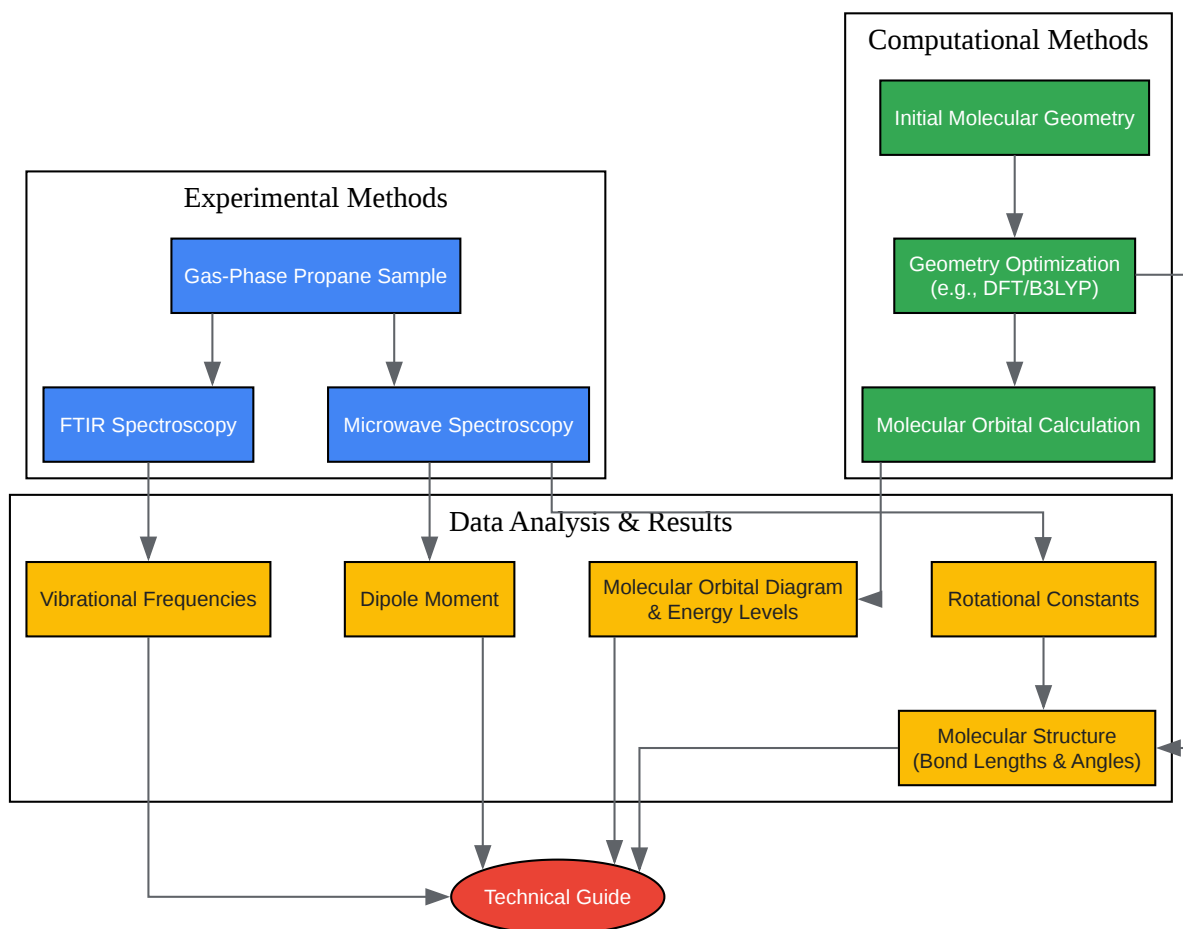 Computational Methods
Initial Molecular Geometry
Experimental Methods
Gas-Phase Propane Sample
Geometry Optimization
(e.g., DFT/B3LYP)
FTIR Spectroscopy
Microwave Spectroscopy
Molecular Orbital Calculation
Data Analysis & Results
Vibrational Frequencies
Dipole Moment
Molecular Orbital Diagram
& Energy Levels
Rotational Constants
Molecular Structure
(Bond Lengths & Angles)
Technical Guide